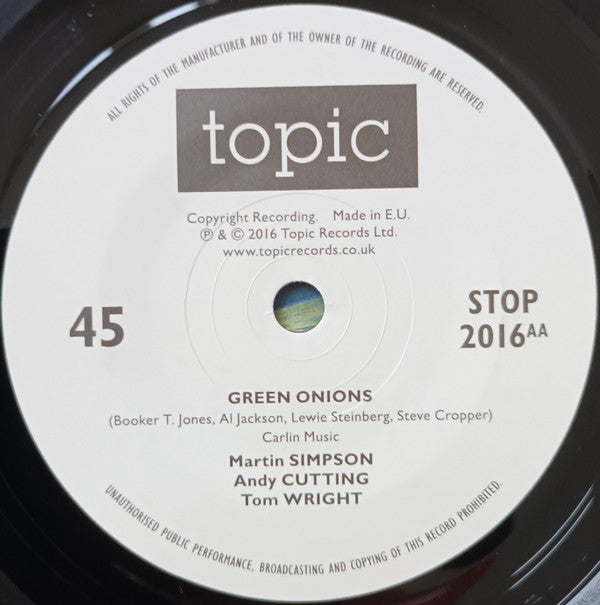 ALL RIGHTS OF THE MANUFACTURER AND OF THE OWNER OF THE RECORDING ARE RESERVED.
topic
Copyright Recording. Made in E.U.
℗ & © 2016 Topic Records Ltd.
www.topicrecords.co.uk
45
STOP
2016AA
GREEN ONIONS
(Booker T. Jones, Al Jackson, Lewie Steinberg, Steve Cropper)
Carlin Music
Martin SIMPSON
Andy CUTTING
Tom WRIGHT
UNAUTHORISED PUBLIC PERFORMANCE, BROADCASTING AND COPYING OF THIS RECORD PROHIBITED.